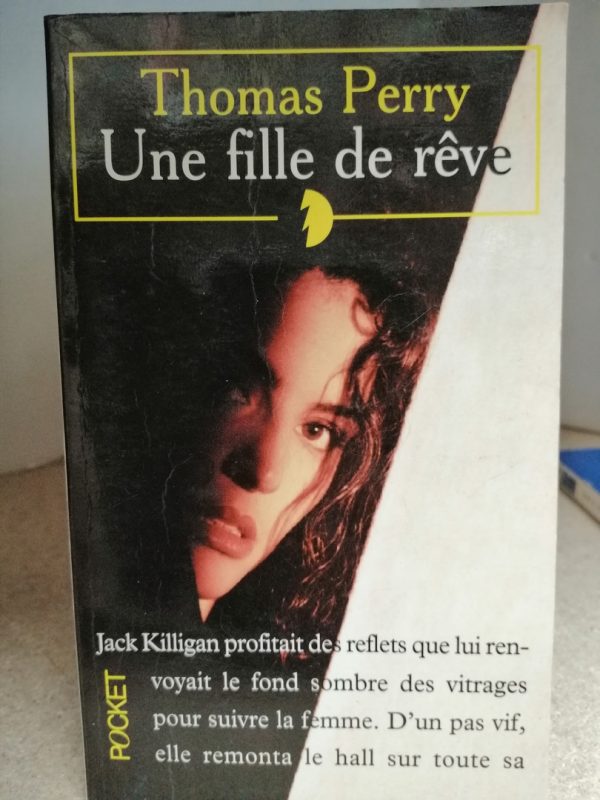 Thomas Perry
Une fille de rêve
Jack Killigan profitait des reflets que lui ren-
voyait le fond sombre des vitrages
pour suivre la femme. D'un pas vif,
elle remonta le hall sur toute sa
POCKET